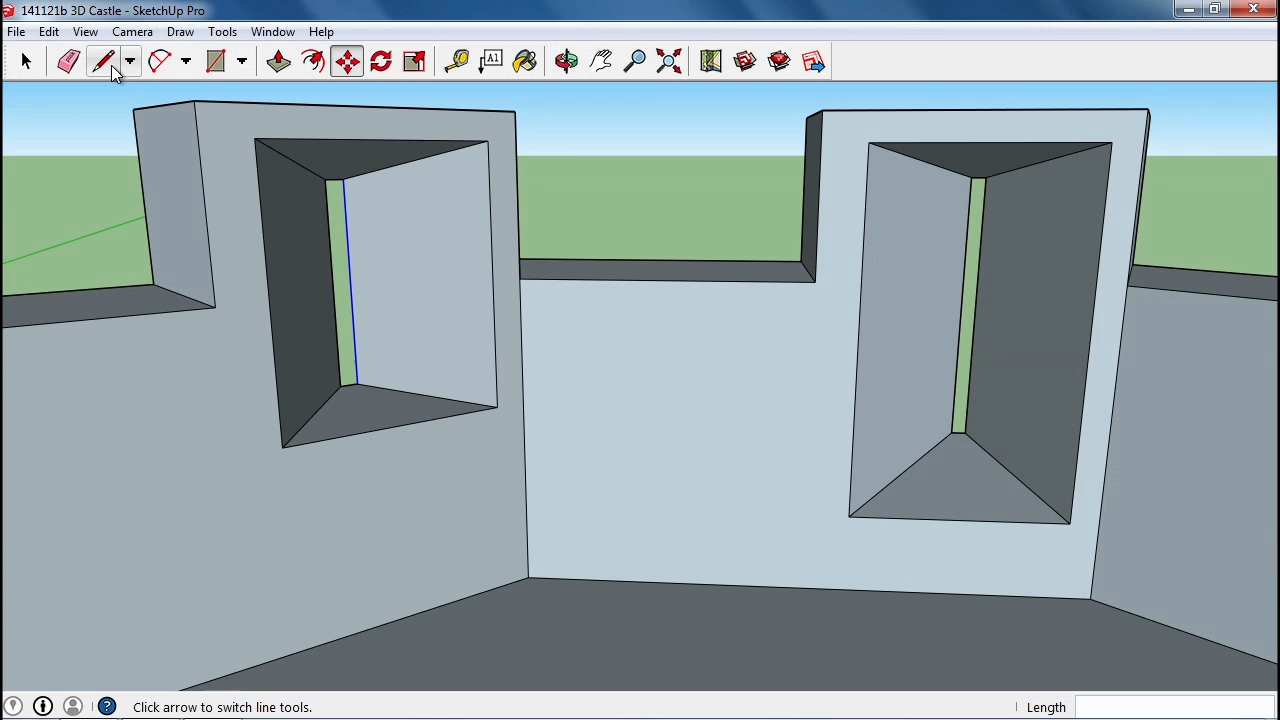 141121b 3D Castle - SketchUp Pro
File Edit View Camera Draw Tools Window Help
A1
Click arrow to switch line tools.
Length